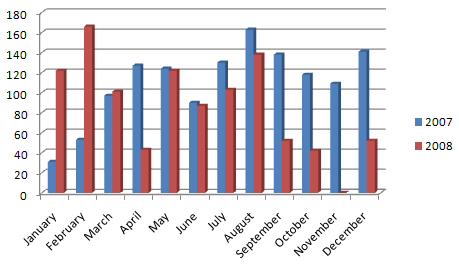 180
160
140
120
100
80
60
40
20
0
January
February
March
April
May
June
July
August
September
October
November
December
2007
2008